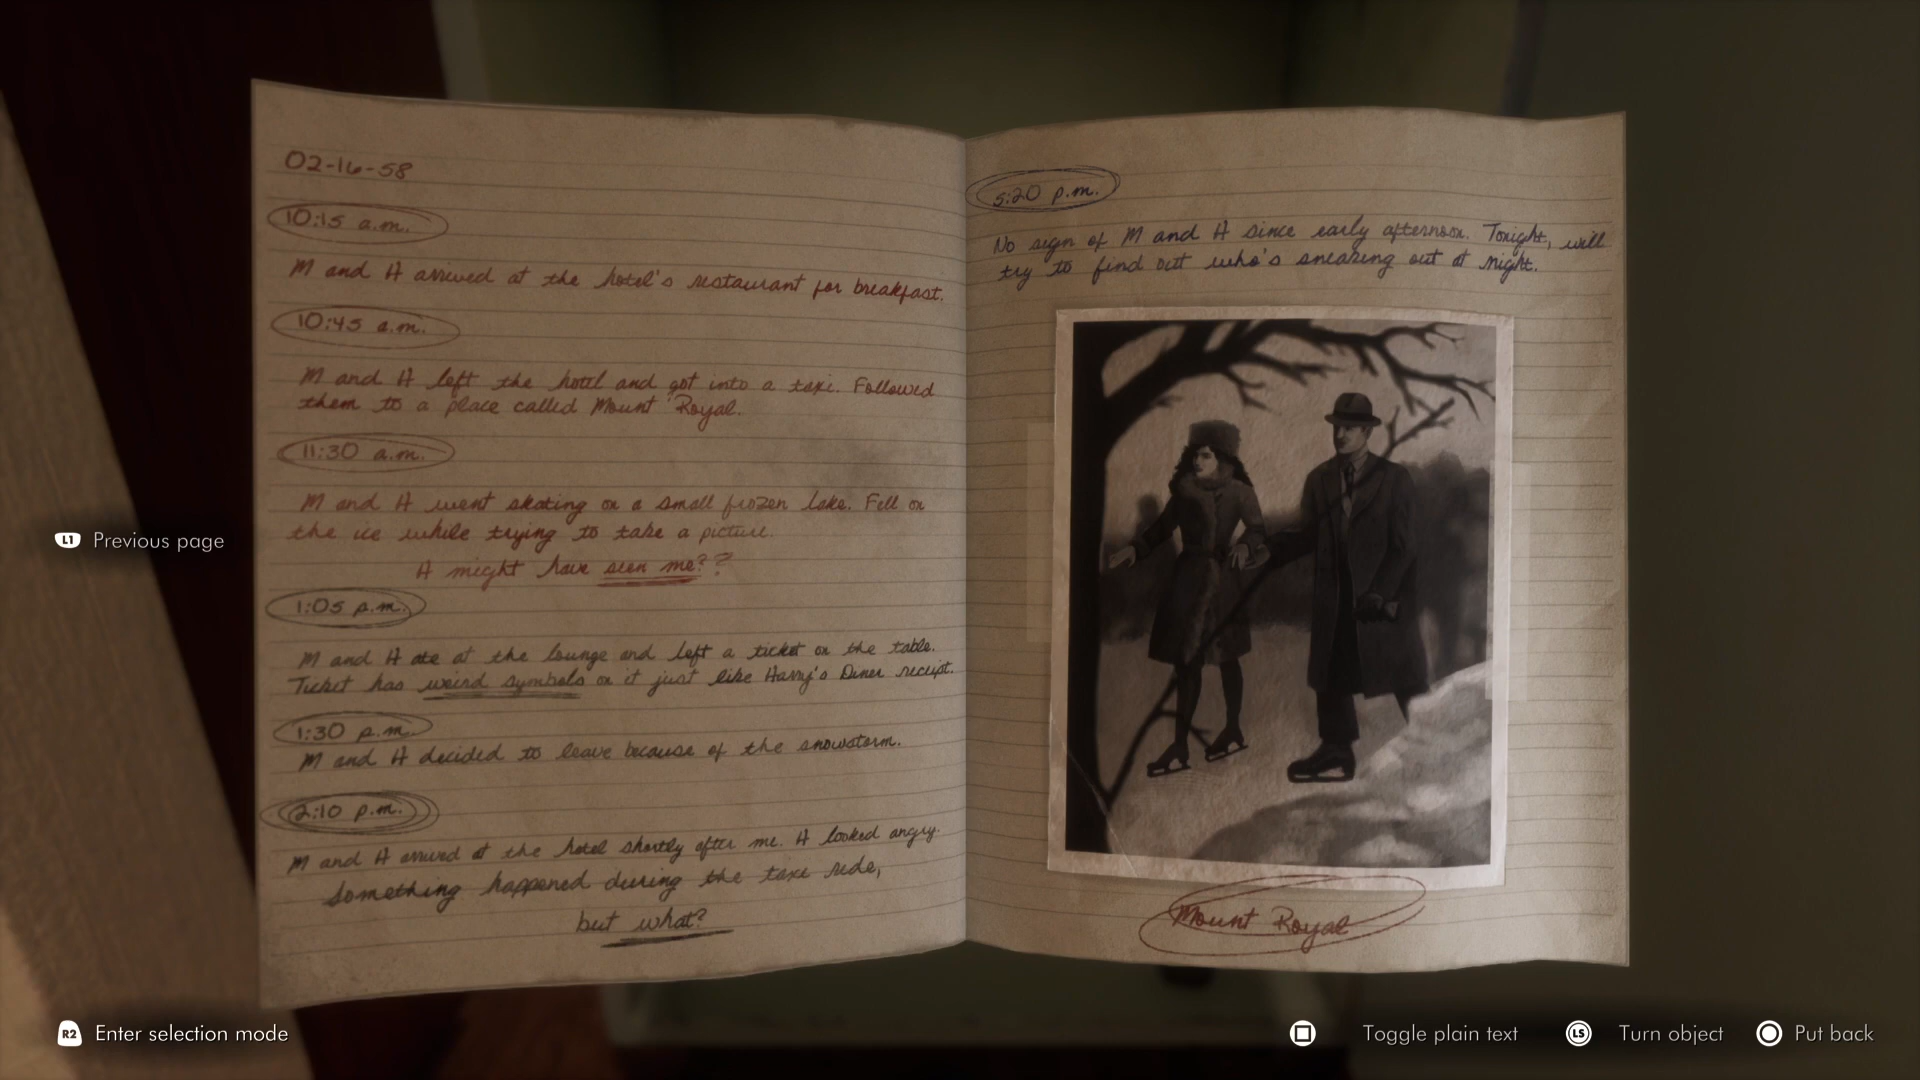 02-16-58
10:15 a.m.
M and H arrived at the hotel's restaurant for breakfast.
10:45 a.m.
M and H left the hotel and got into a taxi. Followed
them to a place called Mount Royal.
11:30 a.m.
M and H went skating on a small frozen lake. Fell on
the ice while trying to take a picture.
H might have seen me??
1:05 p.m.
M and H ate at the lounge and left a ticket on the table.
Ticket has weird symbols on it just like Harry's Diner receipt.
1:30 p.m.
M and H decided to leave because of the snowstorm.
2:10 p.m.
M and H arrived at the hotel shortly after me. H looked angry.
Something happened during the taxi ride,
but what?
5:20 p.m.
No sign of M and H since early afternoon. Tonight, will
try to find out who's sneaking out at night.
Mount Royal
L1 Previous page
R2 Enter selection mode
Toggle plain text
LS Turn object
Put back